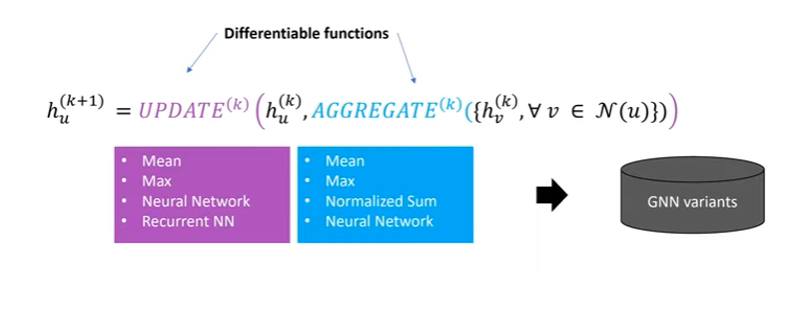 Differentiable functions
h_u^(k+1) = UPDATE^(k) (h_u^(k), AGGREGATE^(k)({h_v^(k), ∀ v ∈ 𝒩(u)}))
• Mean
• Max
• Neural Network
• Recurrent NN
• Mean
• Max
• Normalized Sum
• Neural Network
GNN variants